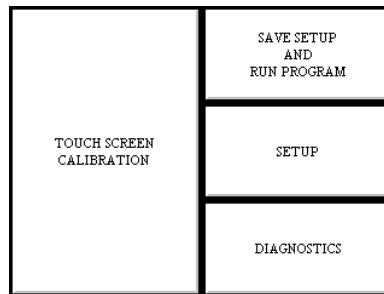 TOUCH SCREEN
CALIBRATION
SAVE SETUP
AND
RUN PROGRAM
SETUP
DIAGNOSTICS